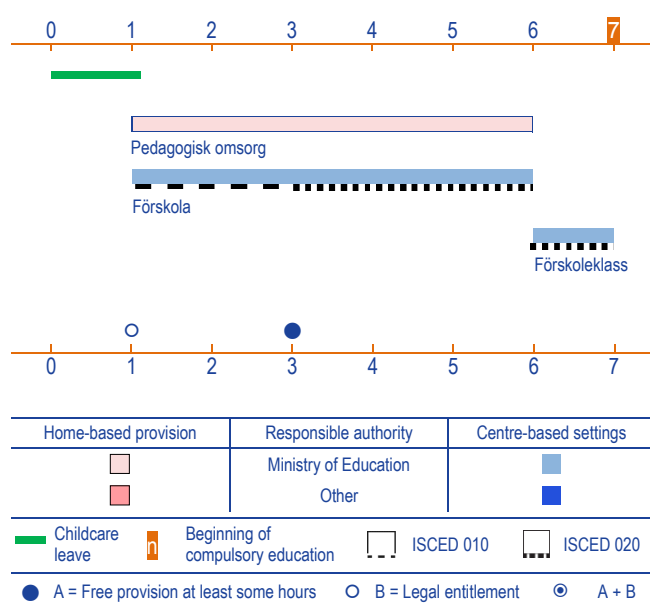 0 1 2 3 4 5 6 7
Pedagogisk omsorg
Förskola
Förskoleklass
0 1 2 3 4 5 6 7
Home-based provision Responsible authority Centre-based settings
Ministry of Education
Other
Childcare leave
n Beginning of compulsory education
ISCED 010
ISCED 020
A = Free provision at least some hours B = Legal entitlement A + B